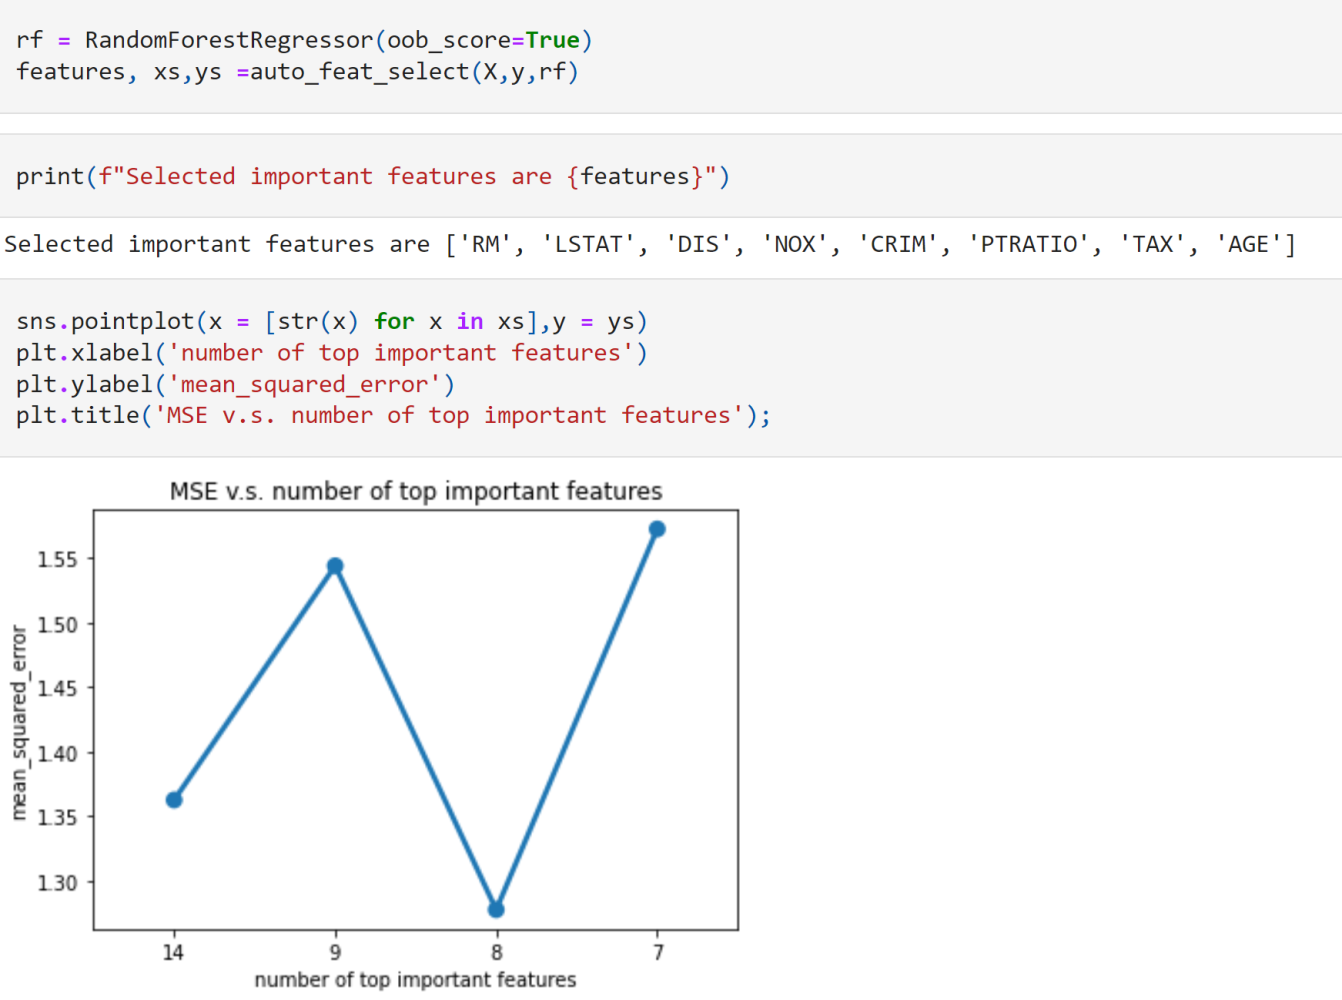 rf = RandomForestRegressor(oob_score=True)
features, xs,ys =auto_feat_select(X,y,rf)
print(f"Selected important features are {features}")
Selected important features are ['RM', 'LSTAT', 'DIS', 'NOX', 'CRIM', 'PTRATIO', 'TAX', 'AGE']
sns.pointplot(x = [str(x) for x in xs],y = ys)
plt.xlabel('number of top important features')
plt.ylabel('mean_squared_error')
plt.title('MSE v.s. number of top important features');
MSE v.s. number of top important features
mean_squared_error
1.55
1.50
1.45
1.40
1.35
1.30
14 9 8 7
number of top important features